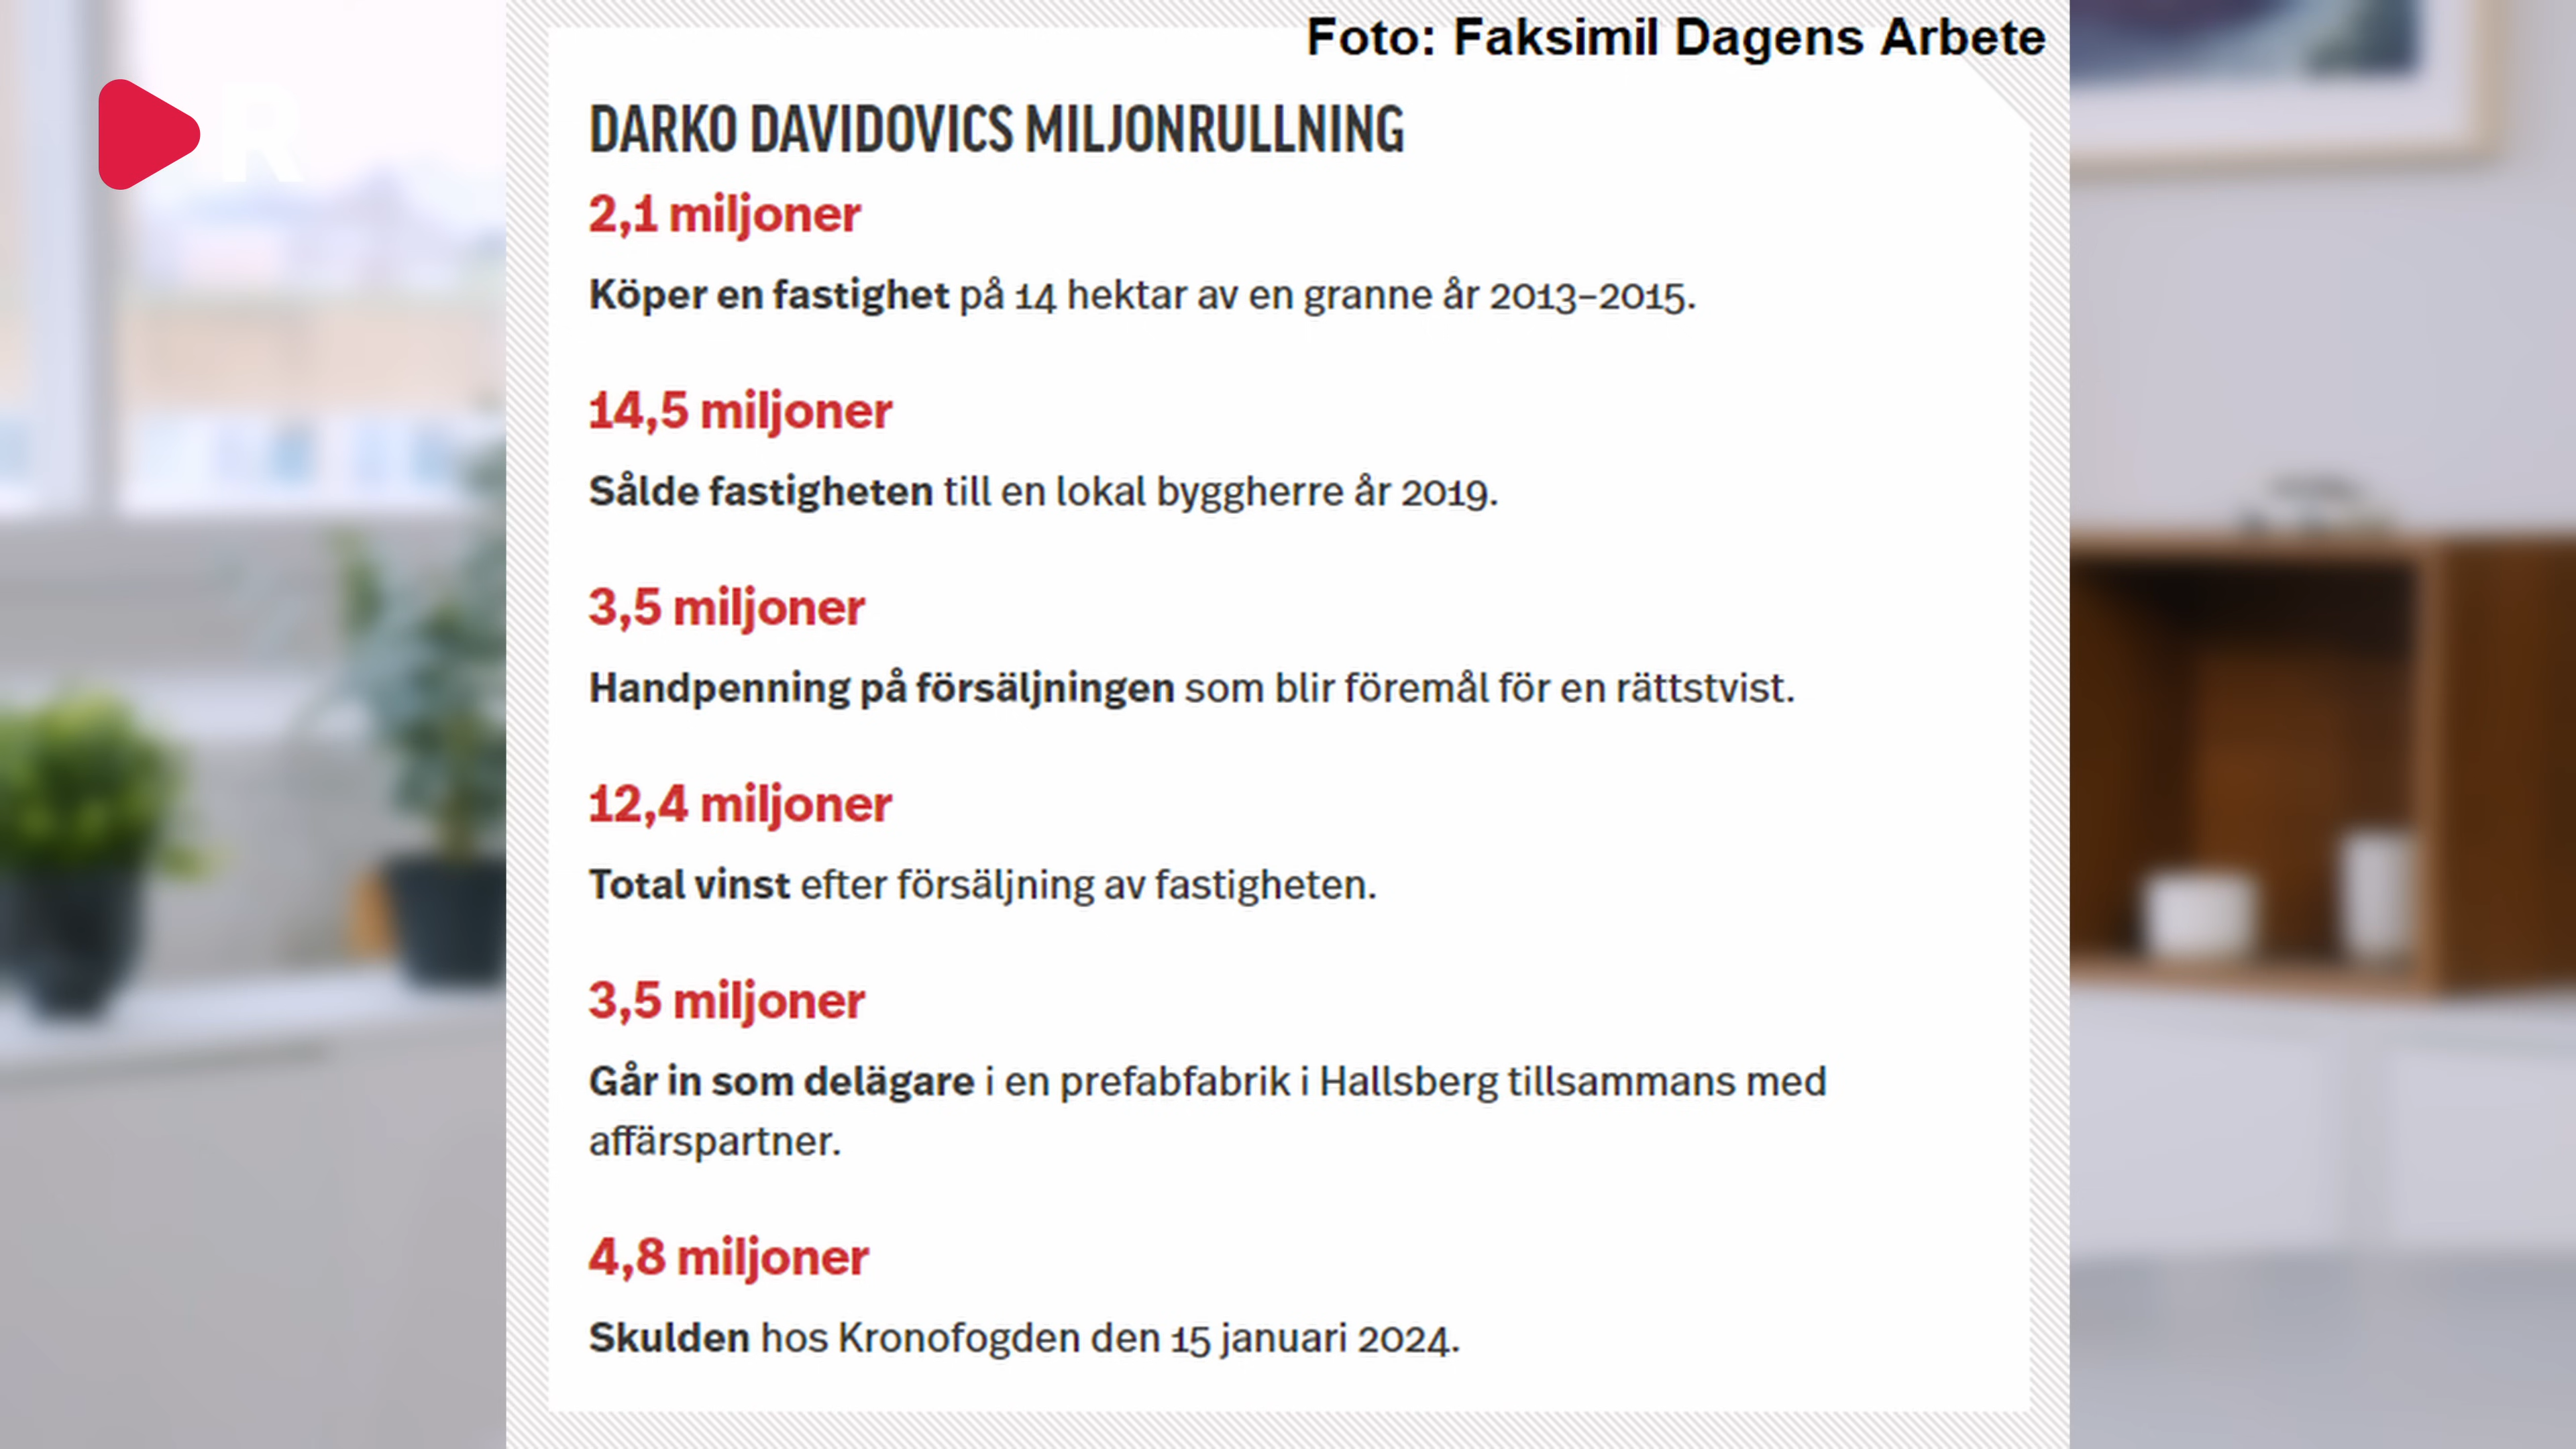 Foto: Faksimil Dagens Arbete
R
DARKO DAVIDOVICS MILJONRULLNING
2,1 miljoner
Köper en fastighet på 14 hektar av en granne år 2013–2015.
14,5 miljoner
Sålde fastigheten till en lokal byggherre år 2019.
3,5 miljoner
Handpenning på försäljningen som blir föremål för en rättstvist.
12,4 miljoner
Total vinst efter försäljning av fastigheten.
3,5 miljoner
Går in som delägare i en prefabfabrik i Hallsberg tillsammans med
affärspartner.
4,8 miljoner
Skulden hos Kronofogden den 15 januari 2024.